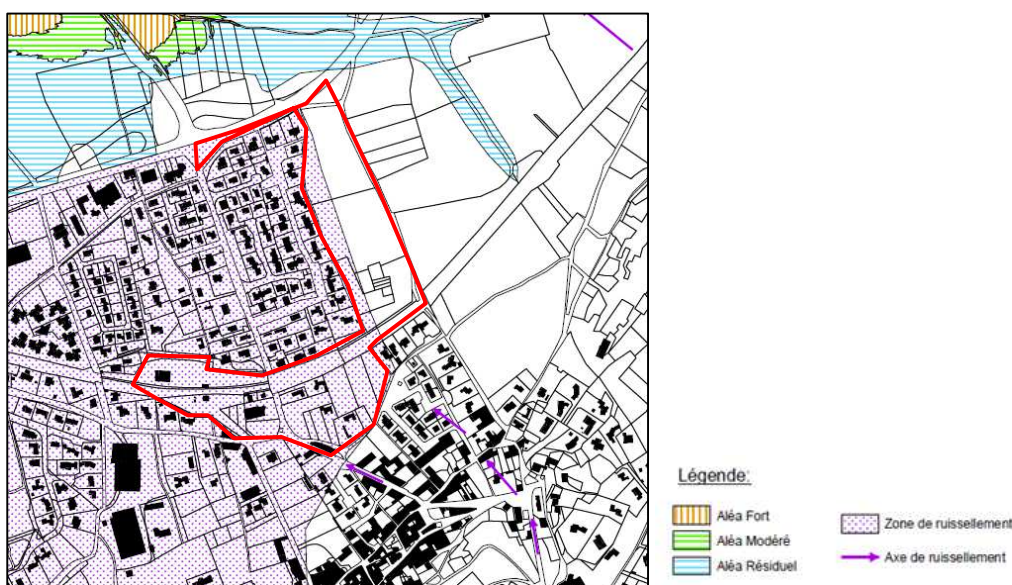 Légende:
Aléa Fort
Aléa Modéré
Aléa Résiduel
Zone de ruissellement
Axe de ruissellement